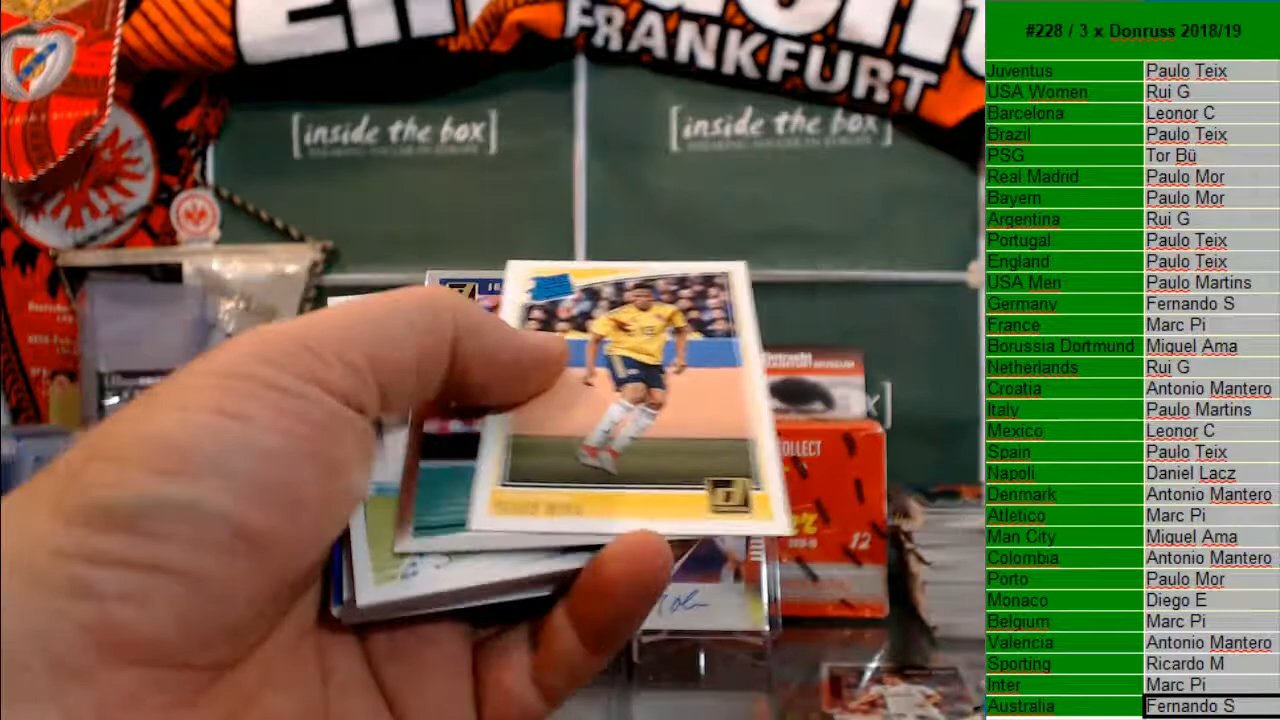 FRANKFURT
[inside the box]
[inside the box]
COLLECT
12
#228 / 3 x Donruss 2018/19
Juventus Paulo Teix
USA Women Rui G
Barcelona Leonor C
Brazil Paulo Teix
PSG Tor Bü
Real Madrid Paulo Mor
Bayern Paulo Mor
Argentina Rui G
Portugal Paulo Teix
England Paulo Teix
USA Men Paulo Martins
Germany Fernando S
France Marc Pi
Borussia Dortmund Miguel Ama
Netherlands Rui G
Croatia Antonio Mantero
Italy Paulo Martins
Mexico Leonor C
Spain Paulo Teix
Napoli Daniel Lacz
Denmark Antonio Mantero
Atletico Marc Pi
Man City Miguel Ama
Colombia Antonio Mantero
Porto Paulo Mor
Monaco Diego E
Belgium Marc Pi
Valencia Antonio Mantero
Sporting Ricardo M
Inter Marc Pi
Australia Fernando S